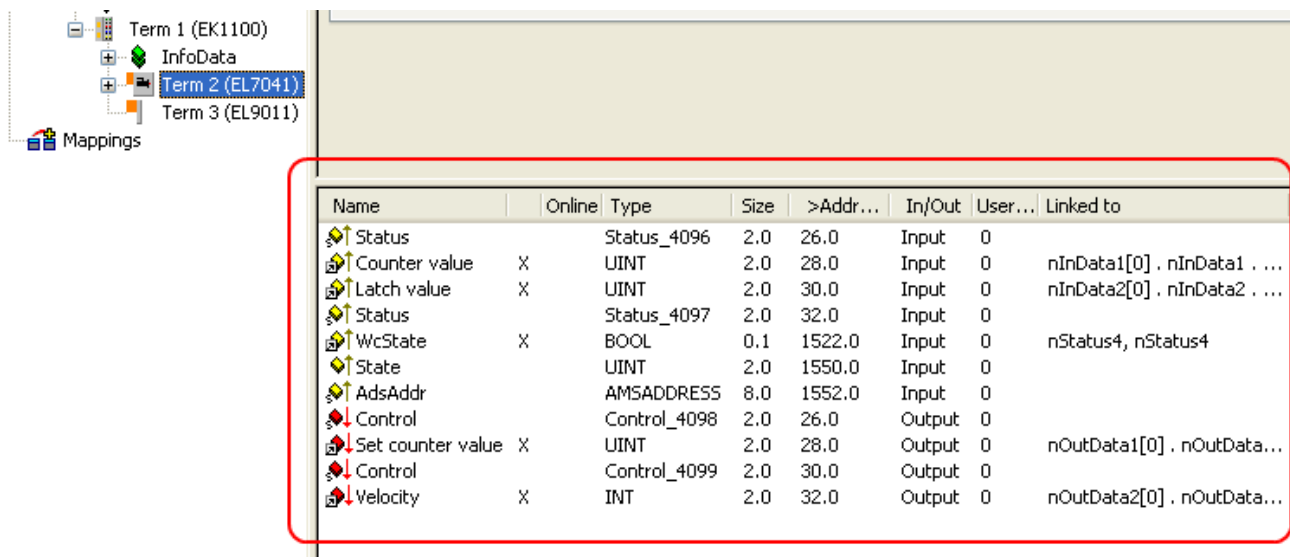 Term 1 (EK1100)
InfoData
Term 2 (EL7041)
Term 3 (EL9011)
Mappings
Name Online Type Size >Addr... In/Out User... Linked to
Status Status_4096 2.0 26.0 Input 0
Counter value X UINT 2.0 28.0 Input 0 nInData1[0] . nInData1 . ...
Latch value X UINT 2.0 30.0 Input 0 nInData2[0] . nInData2 . ...
Status Status_4097 2.0 32.0 Input 0
WcState X BOOL 0.1 1522.0 Input 0 nStatus4, nStatus4
State UINT 2.0 1550.0 Input 0
AdsAddr AMSADDRESS 8.0 1552.0 Input 0
Control Control_4098 2.0 26.0 Output 0
Set counter value X UINT 2.0 28.0 Output 0 nOutData1[0] . nOutData...
Control Control_4099 2.0 30.0 Output 0
Velocity X INT 2.0 32.0 Output 0 nOutData2[0] . nOutData...